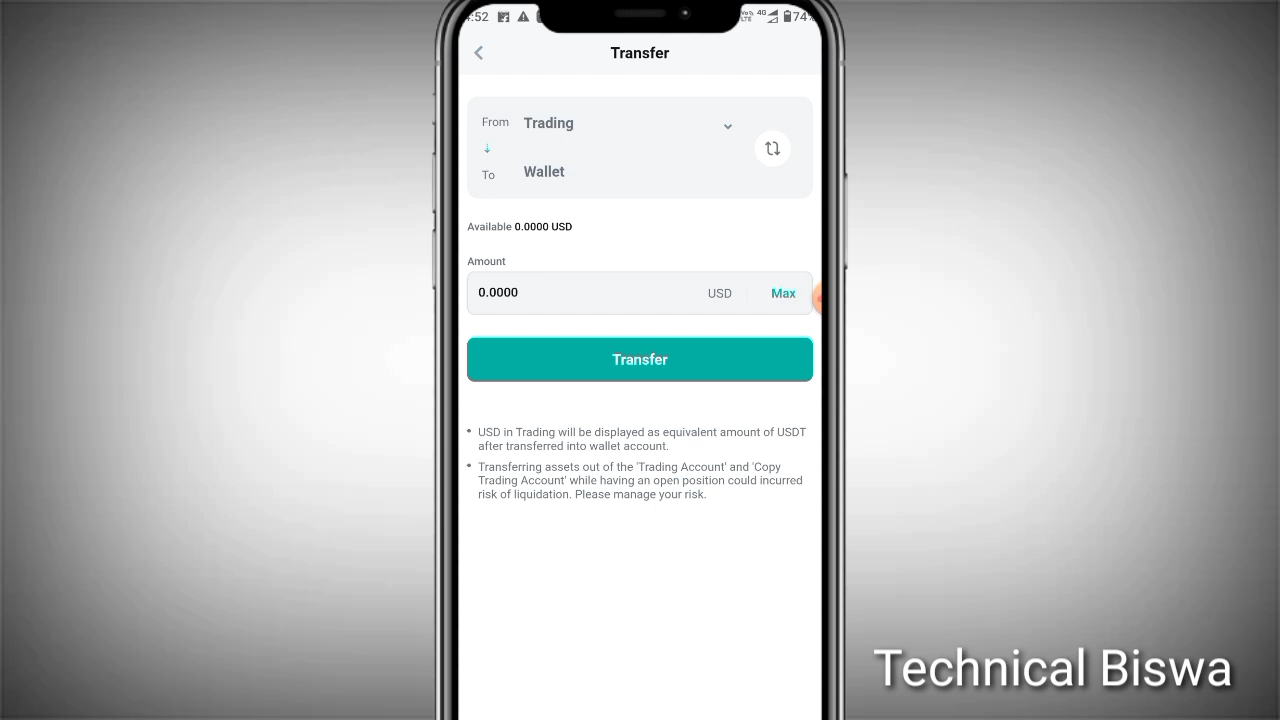 :52
4G
74%
Transfer
From Trading
To Wallet
Available 0.0000 USD
Amount
0.0000 USD Max
Transfer
• USD in Trading will be displayed as equivalent amount of USDT
after transferred into wallet account.
• Transferring assets out of the 'Trading Account' and 'Copy
Trading Account' while having an open position could incurred
risk of liquidation. Please manage your risk.
Technical Biswa